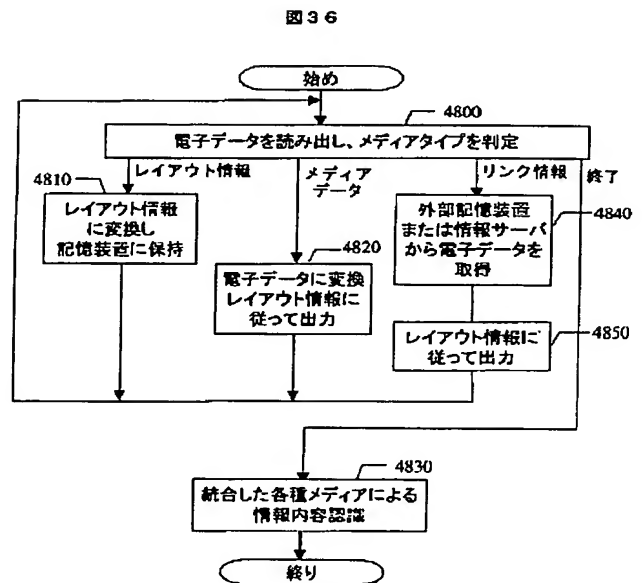 図36
始め
4800
電子データを読み出し、メディアタイプを判定
レイアウト情報
メディア
データ
リンク情報
終了
4810
レイアウト情報
に変換し
記憶装置に保持
4820
電子データに変換
レイアウト情報に
従って出力
外部記憶装置
または情報サーバ
から電子データを
取得
4840
レイアウト情報に
従って出力
4850
4830
統合した各種メディアによる
情報内容認識
終り